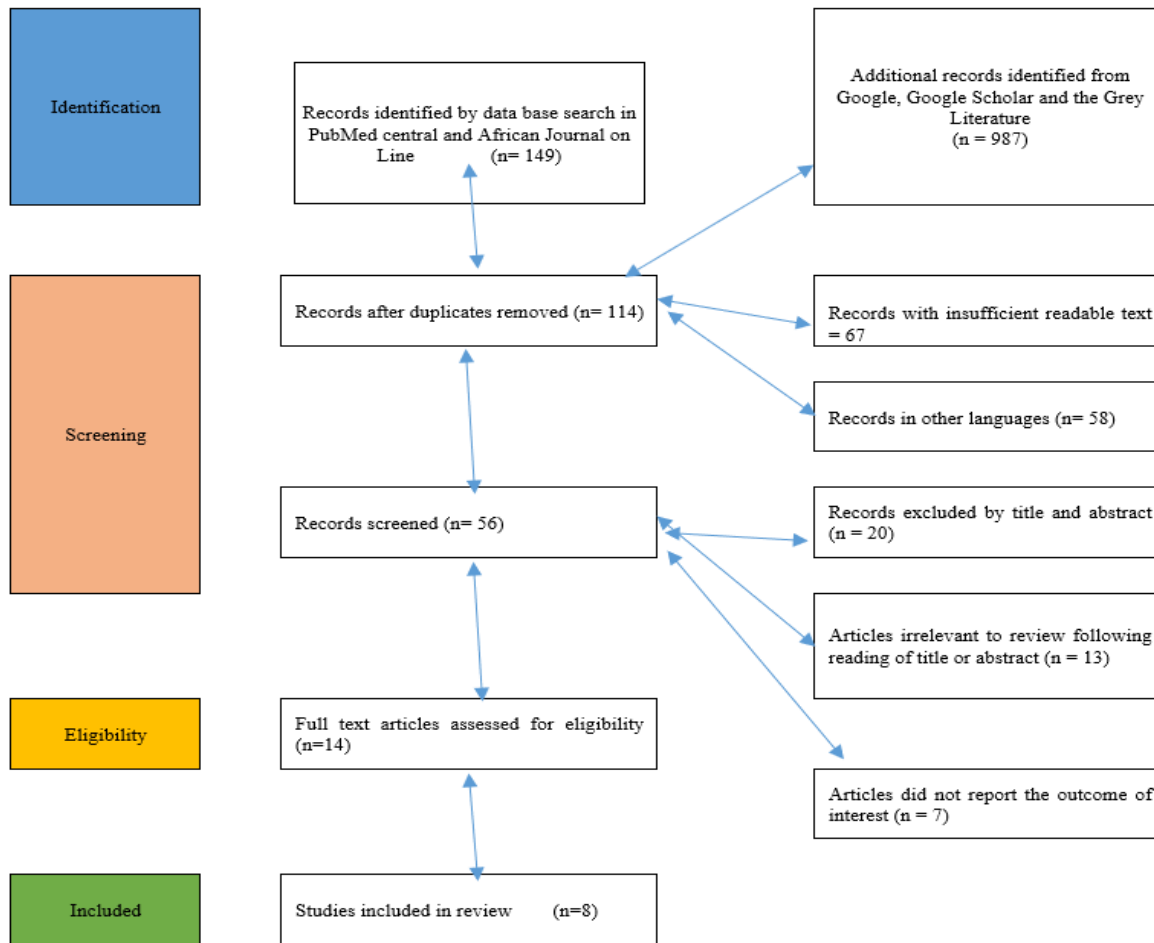 Identification
Records identified by data base search in
PubMed central and African Journal on
Line (n= 149)
Additional records identified from
Google, Google Scholar and the Grey
Literature
(n = 987)
Screening
Records after duplicates removed (n= 114)
Records with insufficient readable text
= 67
Records in other languages (n= 58)
Records screened (n= 56)
Records excluded by title and abstract
(n = 20)
Articles irrelevant to review following
reading of title or abstract (n = 13)
Eligibility
Full text articles assessed for eligibility
(n=14)
Articles did not report the outcome of
interest (n = 7)
Included
Studies included in review (n=8)